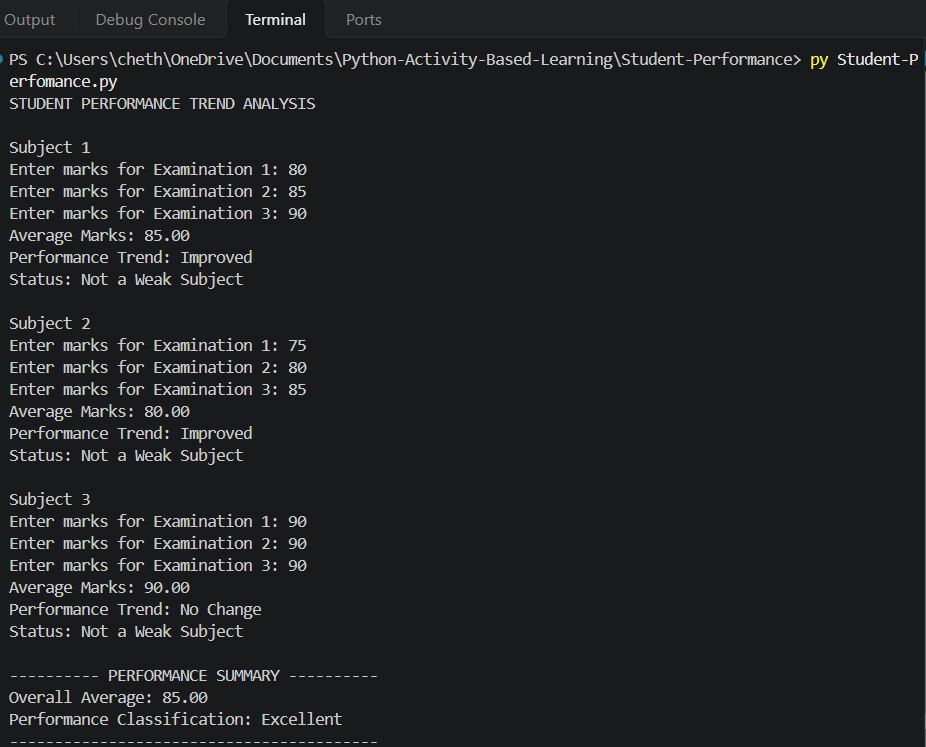 Output Debug Console Terminal Ports
PS C:\Users\cheth\OneDrive\Documents\Python-Activity-Based-Learning\Student-Performance> py Student-P
erfomance.py
STUDENT PERFORMANCE TREND ANALYSIS
Subject 1
Enter marks for Examination 1: 80
Enter marks for Examination 2: 85
Enter marks for Examination 3: 90
Average Marks: 85.00
Performance Trend: Improved
Status: Not a Weak Subject
Subject 2
Enter marks for Examination 1: 75
Enter marks for Examination 2: 80
Enter marks for Examination 3: 85
Average Marks: 80.00
Performance Trend: Improved
Status: Not a Weak Subject
Subject 3
Enter marks for Examination 1: 90
Enter marks for Examination 2: 90
Enter marks for Examination 3: 90
Average Marks: 90.00
Performance Trend: No Change
Status: Not a Weak Subject
---------- PERFORMANCE SUMMARY ----------
Overall Average: 85.00
Performance Classification: Excellent
-----------------------------------------